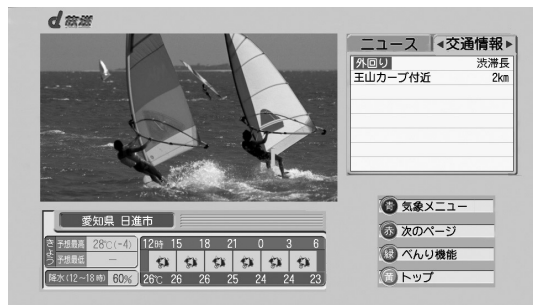 d放送
ニュース ◀交通情報▶
外回り 渋滞長
王山カーブ付近 2km
青 気象メニュー
赤 次のページ
緑 べんり機能
黄 トップ
愛知県 日進市
きょう 予想最高 28℃(-4)
予想最低 —
降水(12~18時) 60%
12時 15 18 21 0 3 6
26℃ 26 26 25 24 24 23